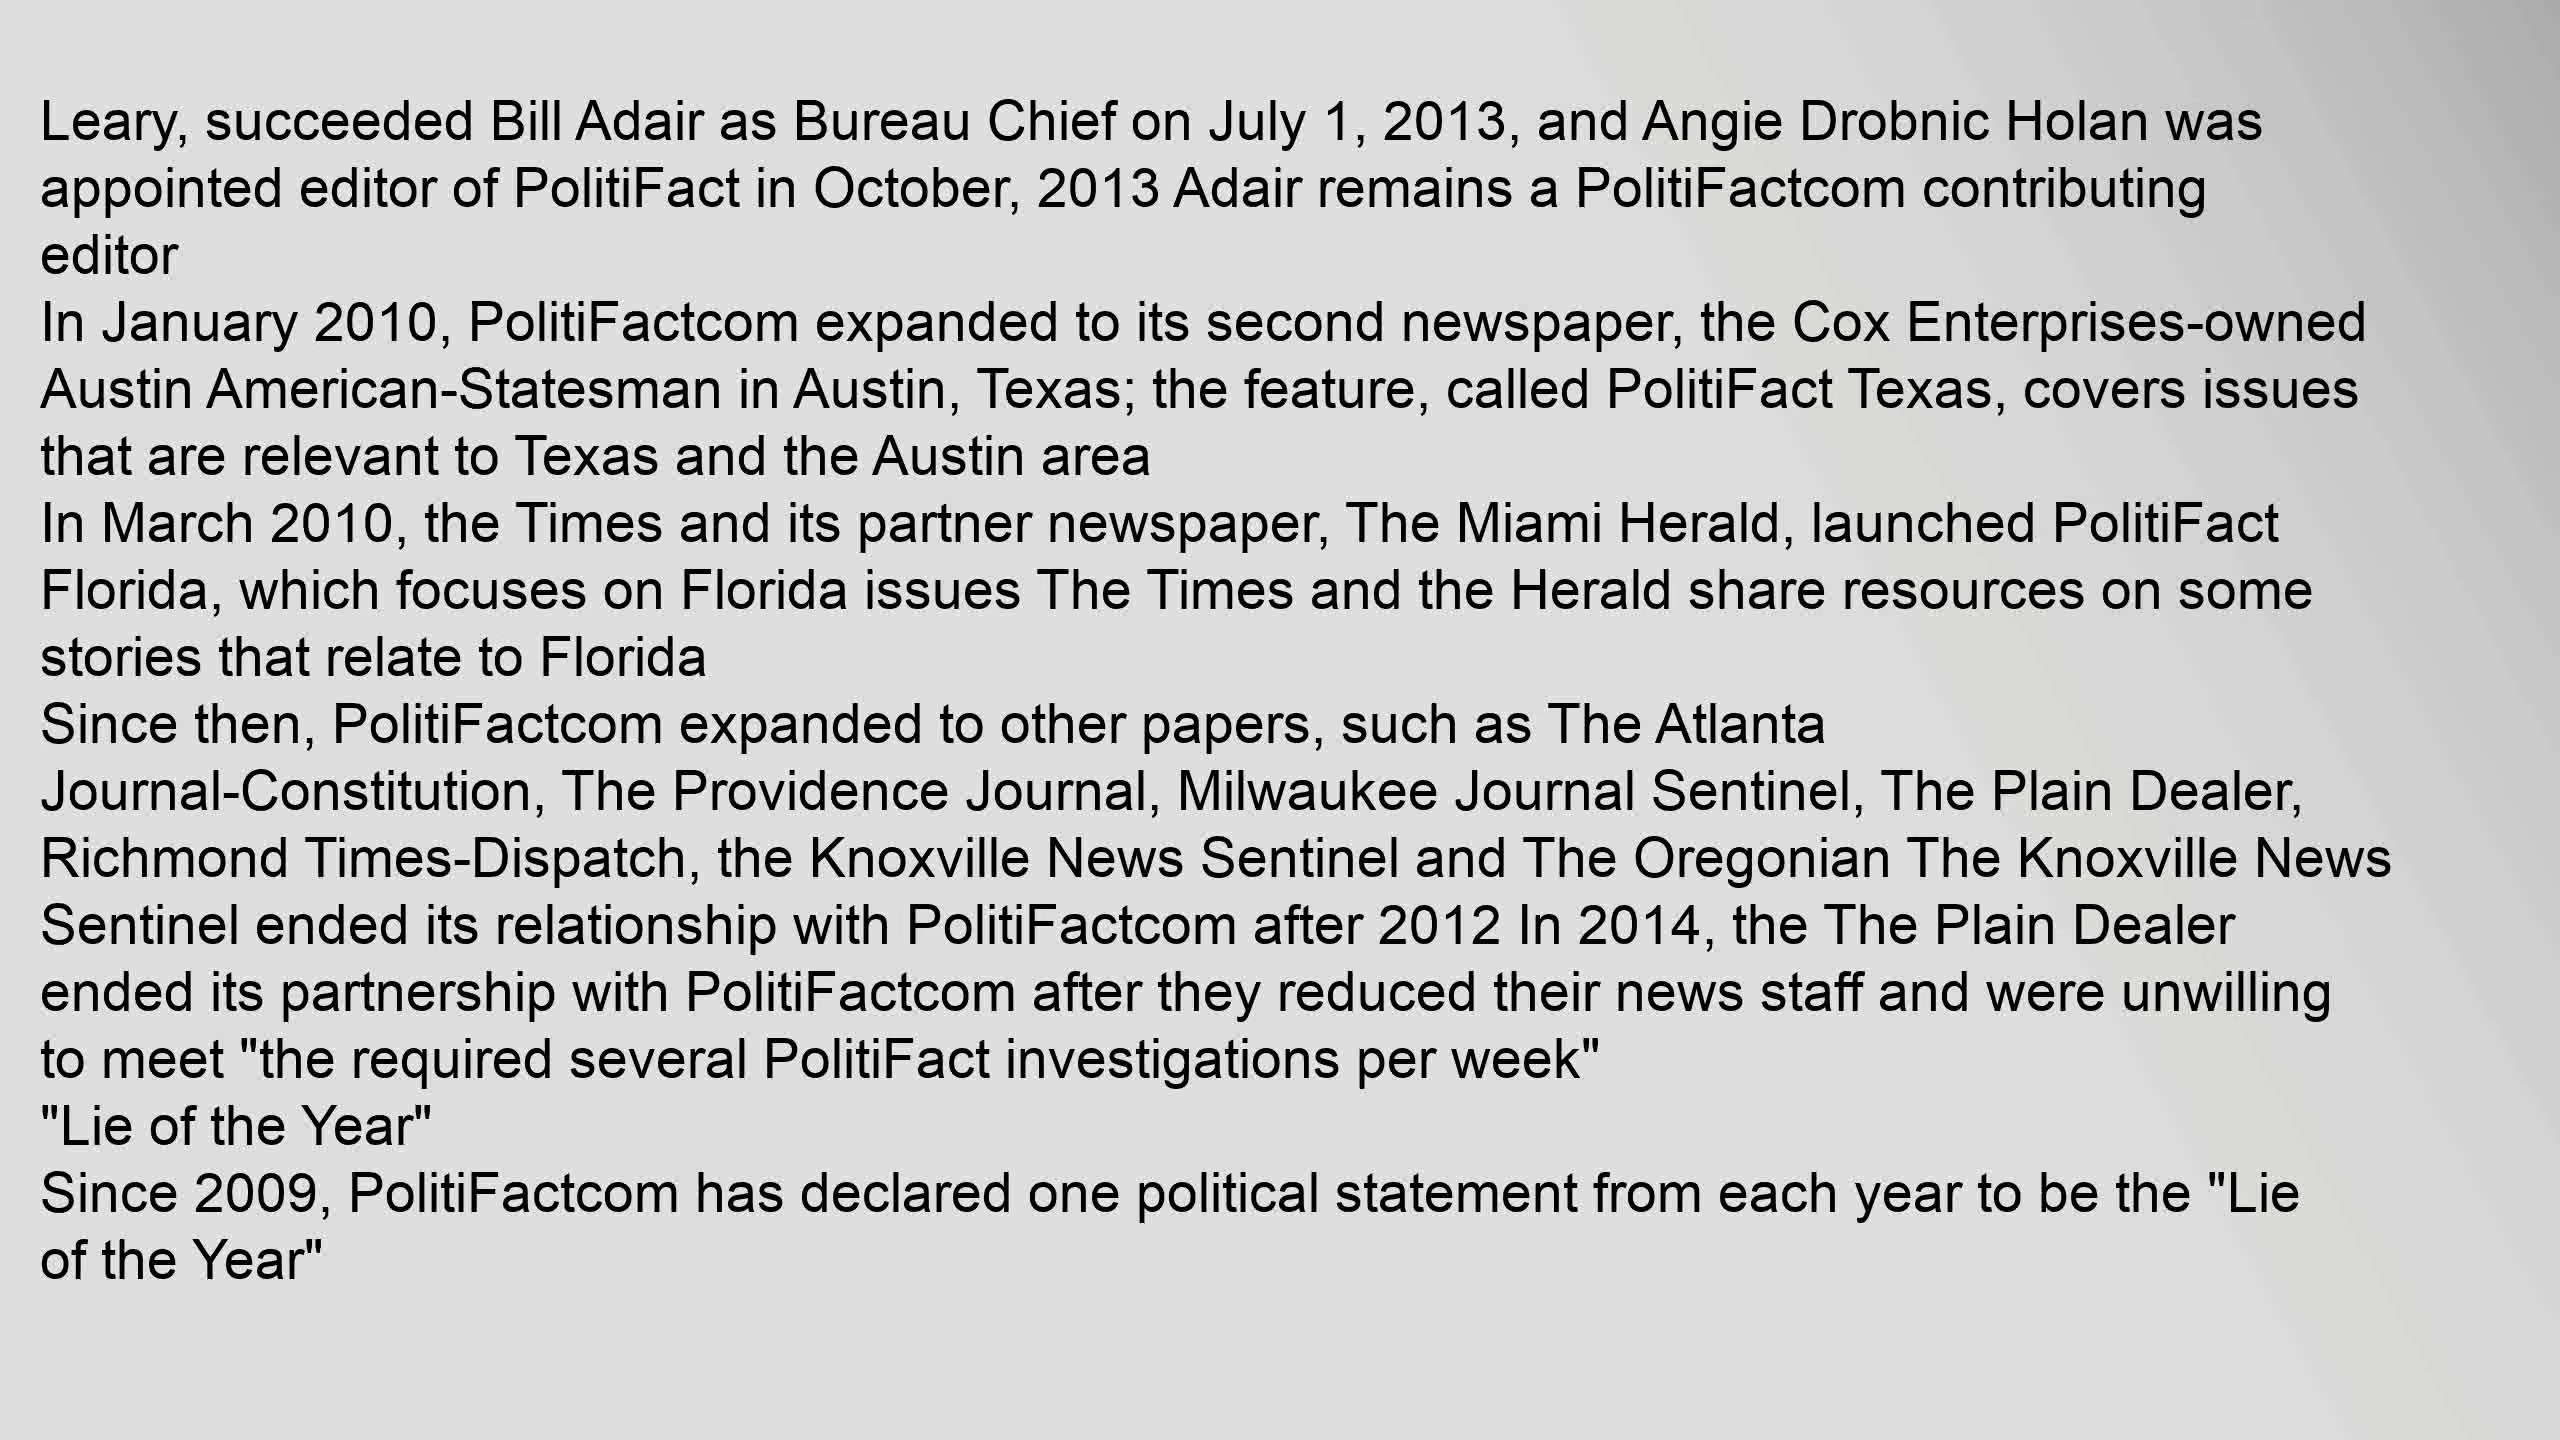 Leary, succeeded Bill Adair as Bureau Chief on July 1, 2013, and Angie Drobnic Holan was
appointed editor of PolitiFact in October, 2013 Adair remains a PolitiFactcom contributing
editor
In January 2010, PolitiFactcom expanded to its second newspaper, the Cox Enterprises-owned
Austin American-Statesman in Austin, Texas; the feature, called PolitiFact Texas, covers issues
that are relevant to Texas and the Austin area
In March 2010, the Times and its partner newspaper, The Miami Herald, launched PolitiFact
Florida, which focuses on Florida issues The Times and the Herald share resources on some
stories that relate to Florida
Since then, PolitiFactcom expanded to other papers, such as The Atlanta
Journal-Constitution, The Providence Journal, Milwaukee Journal Sentinel, The Plain Dealer,
Richmond Times-Dispatch, the Knoxville News Sentinel and The Oregonian The Knoxville News
Sentinel ended its relationship with PolitiFactcom after 2012 In 2014, the The Plain Dealer
ended its partnership with PolitiFactcom after they reduced their news staff and were unwilling
to meet "the required several PolitiFact investigations per week"
"Lie of the Year"
Since 2009, PolitiFactcom has declared one political statement from each year to be the "Lie
of the Year"